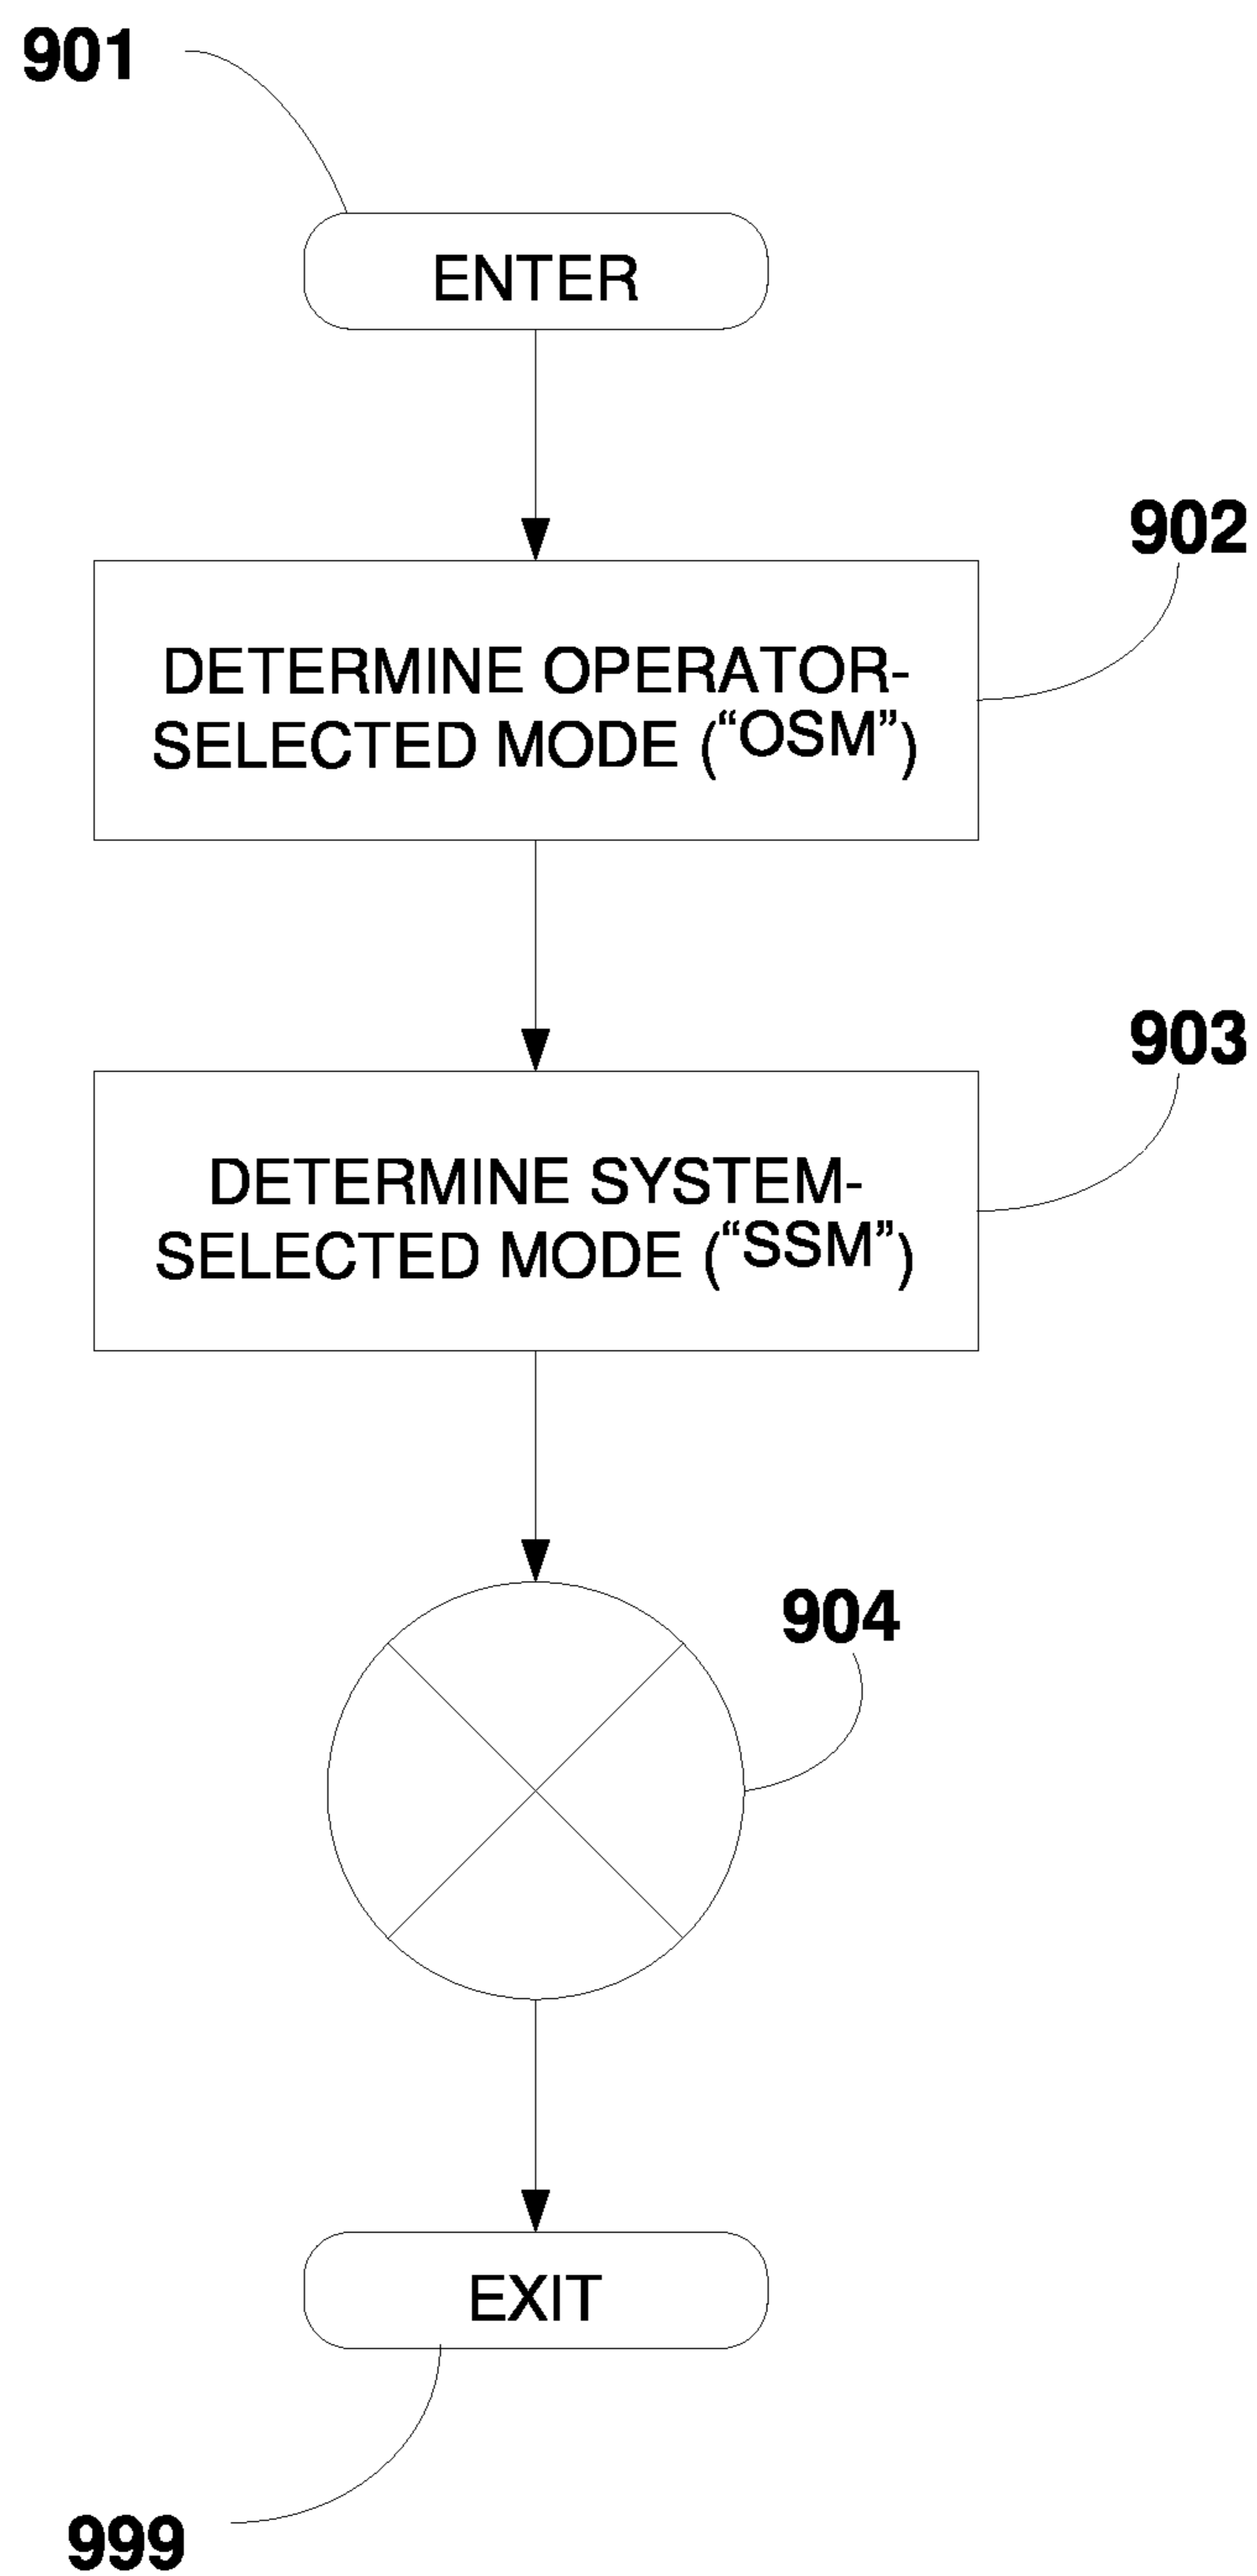 901
ENTER
902
DETERMINE OPERATOR-
SELECTED MODE (“OSM”)
903
DETERMINE SYSTEM-
SELECTED MODE (“SSM”)
904
EXIT
999